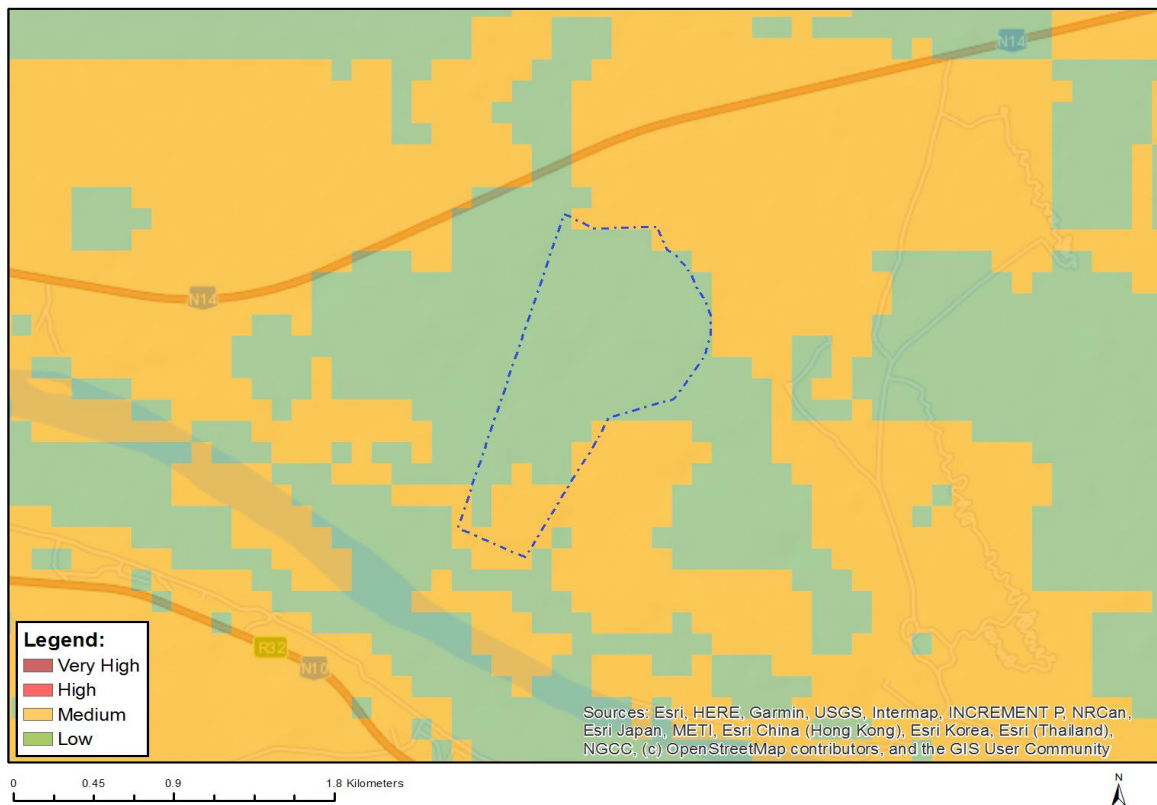 N14
N14
R32
N10
Legend:
Very High
High
Medium
Low
Sources: Esri, HERE, Garmin, USGS, Intermap, INCREMENT P, NRCan,
Esri Japan, METI, Esri China (Hong Kong), Esri Korea, Esri (Thailand),
NGCC, (c) OpenStreetMap contributors, and the GIS User Community
0 0.45 0.9 1.8 Kilometers
N